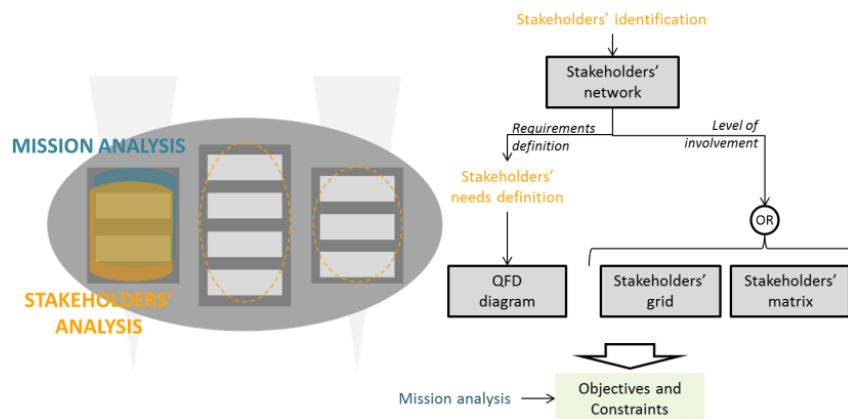 MISSION ANALYSIS
STAKEHOLDERS'
ANALYSIS
Stakeholders' identification
Stakeholders'
network
Requirements
definition
Level of
involvement
Stakeholders'
needs definition
OR
QFD
diagram
Stakeholders'
grid
Stakeholders'
matrix
Mission analysis
Objectives and
Constraints